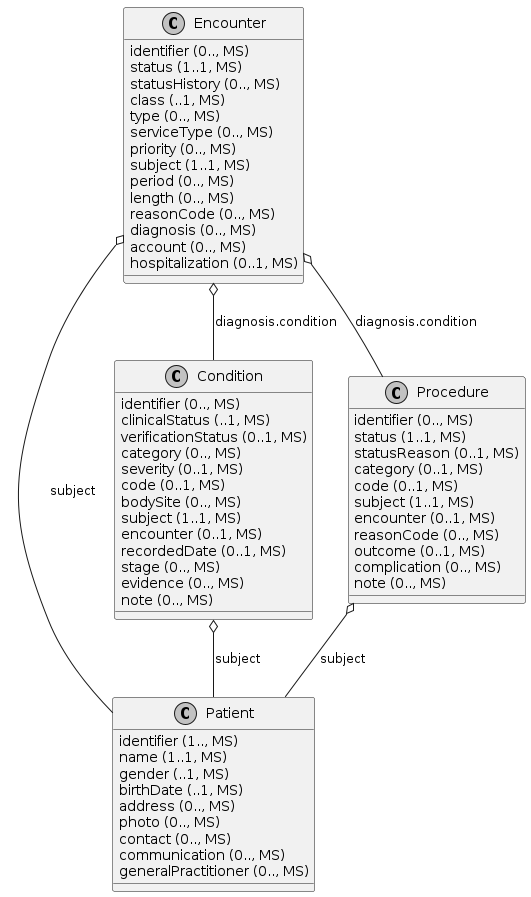 C Encounter
identifier (0.., MS)
status (1..1, MS)
statusHistory (0.., MS)
class (..1, MS)
type (0.., MS)
serviceType (0.., MS)
priority (0.., MS)
subject (1..1, MS)
period (0.., MS)
length (0.., MS)
reasonCode (0.., MS)
diagnosis (0.., MS)
account (0.., MS)
hospitalization (0..1, MS)
diagnosis.condition
diagnosis.condition
C Condition
identifier (0.., MS)
clinicalStatus (..1, MS)
verificationStatus (0..1, MS)
category (0.., MS)
severity (0..1, MS)
code (0..1, MS)
bodySite (0.., MS)
subject (1..1, MS)
encounter (0..1, MS)
recordedDate (0..1, MS)
stage (0.., MS)
evidence (0.., MS)
note (0.., MS)
C Procedure
identifier (0.., MS)
status (1..1, MS)
statusReason (0..1, MS)
category (0..1, MS)
code (0..1, MS)
subject (1..1, MS)
encounter (0..1, MS)
reasonCode (0.., MS)
outcome (0..1, MS)
complication (0.., MS)
note (0.., MS)
subject
subject
subject
C Patient
identifier (1.., MS)
name (1..1, MS)
gender (..1, MS)
birthDate (..1, MS)
address (0.., MS)
photo (0.., MS)
contact (0.., MS)
communication (0.., MS)
generalPractitioner (0.., MS)